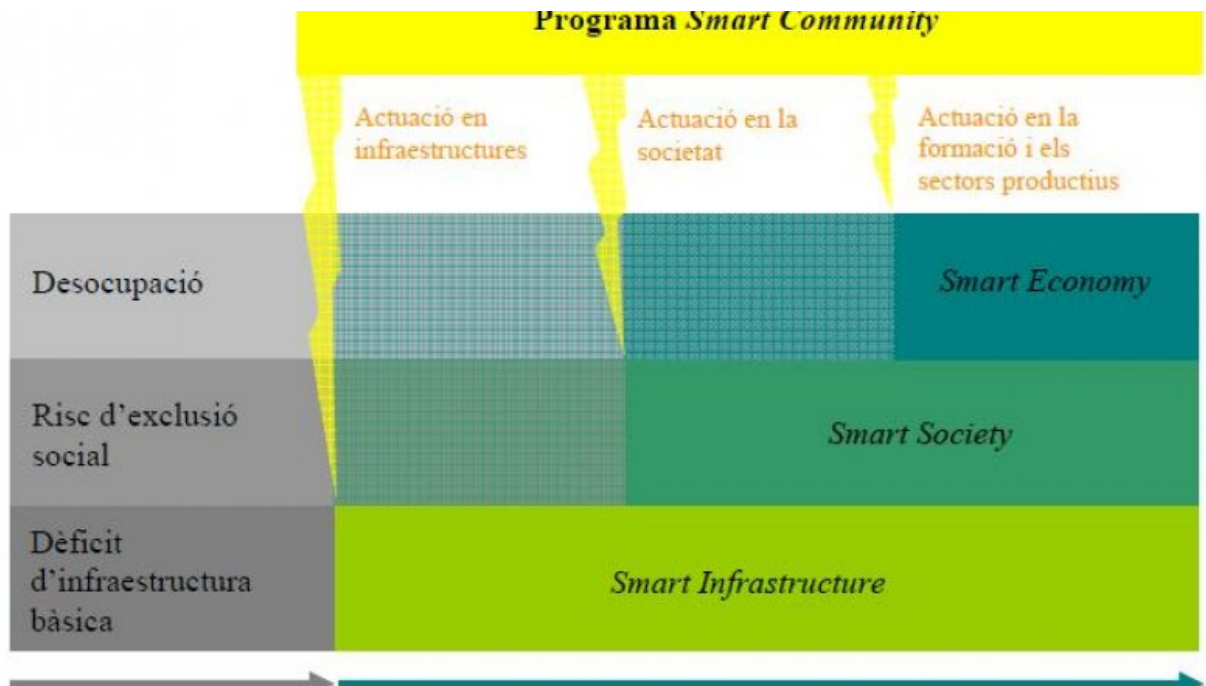 Programa Smart Community
Actuació en
infraestructures
Actuació en la
societat
Actuació en la
formació i els
sectors productius
Desocupació
Smart Economy
Risc d'exclusió
social
Smart Society
Dèficit
d'infraestructura
bàsica
Smart Infrastructure